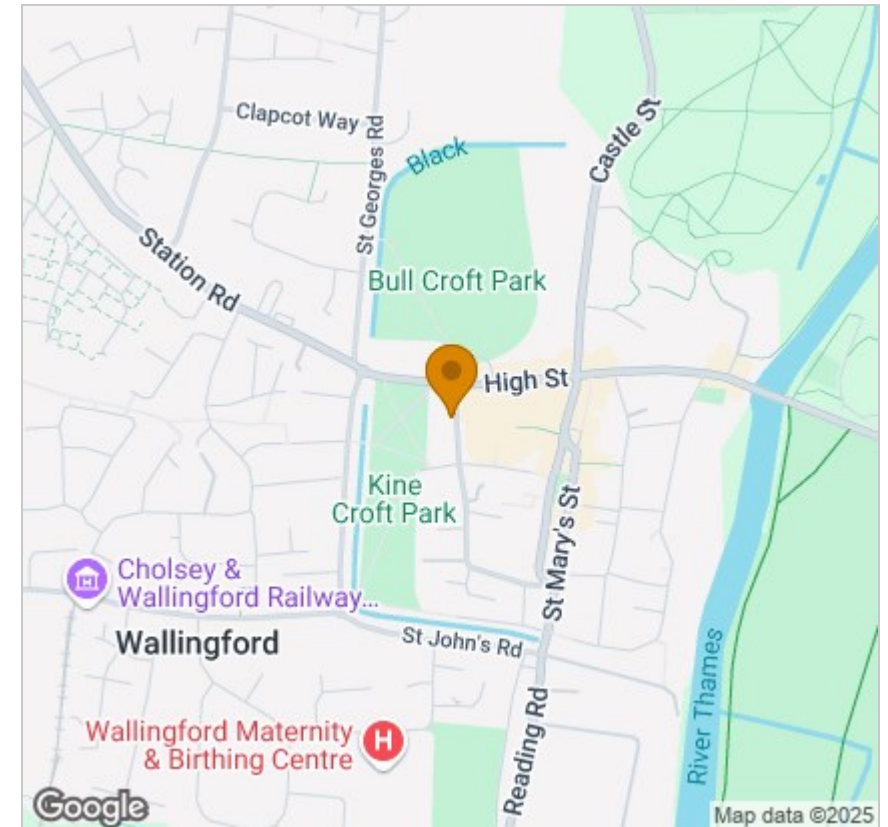 Clapcot Way
St Georges Rd
Black
Castle St
Station Rd
Bull Croft Park
High St
Kine
Croft Park
St Mary's St
Cholsey &
Wallingford Railway...
Wallingford
St John's Rd
Wallingford Maternity
& Birthing Centre
H
Reading Rd
River Thames
Google
Map data ©2025